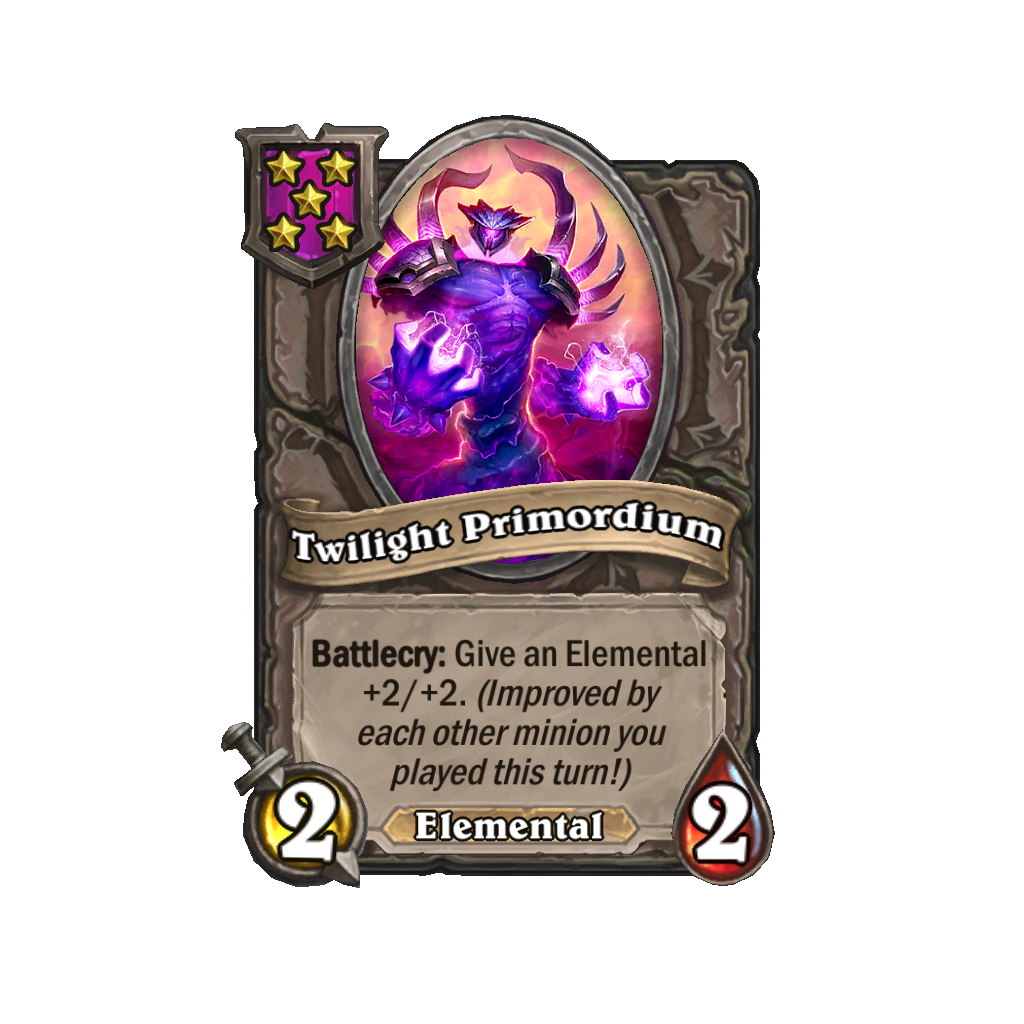 Twilight Primordium
Battlecry: Give an Elemental
+2/+2. (Improved by
each other minion you
played this turn!)
Elemental
2
2